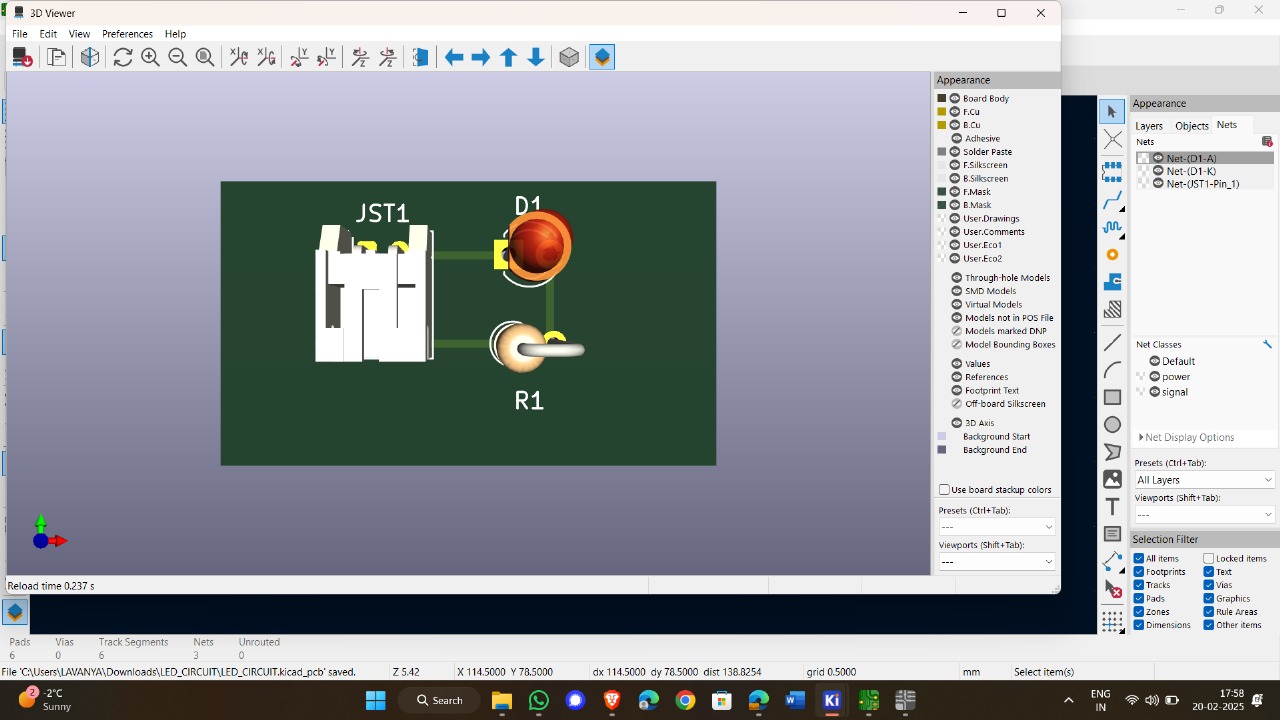 3D Viewer
File Edit View Preferences Help
Appearance
Board Body
F.Cu
B.Cu
Adhesive
Solder Paste
F.Silkscreen
B.Silkscreen
F.Mask
B.Mask
User.Drawings
User.Comments
User.Eco1
User.Eco2
Through-hole Models
SMD Models
Virtual Models
Models not in POS File
Models marked DNP
Model Bounding Boxes
Values
References
Footprint Text
Off-board Silkscreen
3D Axis
Background Start
Background End
Use board stackup colors
Presets (Ctrl+Tab):
---
Viewports (Shift+Tab):
---
JST1
D1
R1
Reload time 0.237 s
Appearance
Layers Objects Nets
Nets
Net-(D1-A)
Net-(D1-K)
Net-(JST1-Pin_1)
Net Classes
Default
power
signal
Net Display Options
Presets (Ctrl+Tab):
All Layers
Viewports (Shift+Tab):
---
Selection Filter
All items Locked items
Footprints Text
Tracks Vias
Pads Graphics
Zones Rule Areas
Dimensions Other items
Pads Vias Track Segments Nets Unrouted
6 0 6 3 0
File 'C:\Users\LAVANYA\Downloads\LED_CIRCUIT\LED_CIRCUIT.kicad_pcb' saved. Z 5.42 X 114.5000 Y 78.5000 dx 114.5000 dy 78.5000 dist 138.8254 grid 0.5000 mm Select item(s)
2
-2°C
Sunny
Search
ENG
IN
17:58
20-02-2025